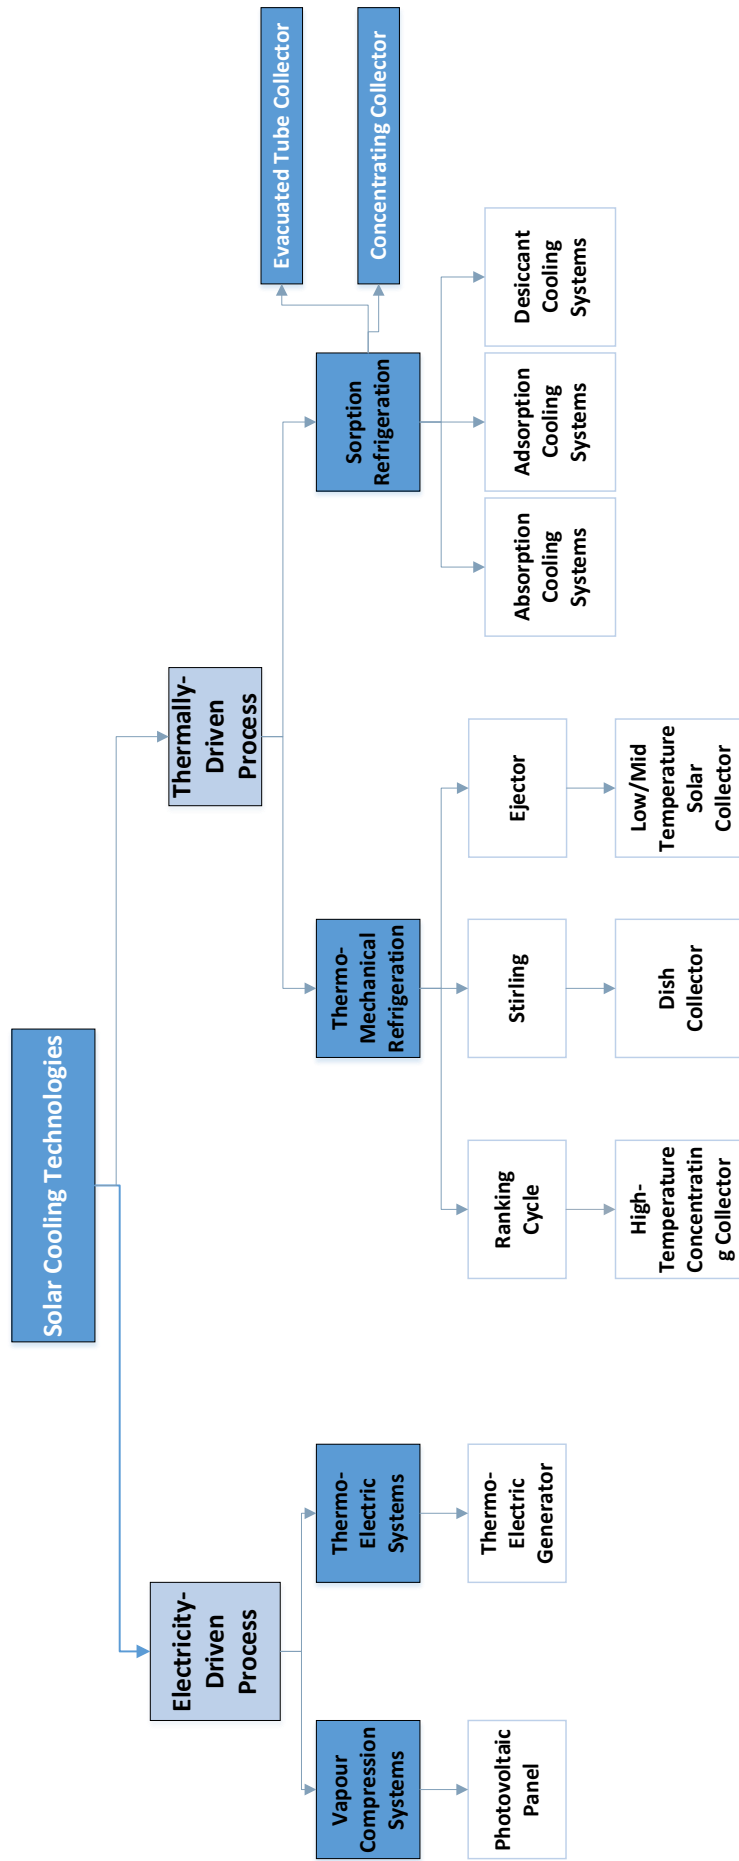 Solar Cooling Technologies
Electricity-
Driven
Process
Thermally-
Driven
Process
Vapour
Compression
Systems
Thermo-
Electric
Systems
Thermo-
Mechanical
Refrigeration
Sorption
Refrigeration
Evacuated Tube Collector
Concentrating Collector
Photovoltaic
Panel
Thermo-
Electric
Generator
Ranking
Cycle
Stirling
Ejector
Absorption
Cooling
Systems
Adsorption
Cooling
Systems
Desiccant
Cooling
Systems
High-
Temperature
Concentratin
g Collector
Dish
Collector
Low/Mid
Temperature
Solar
Collector